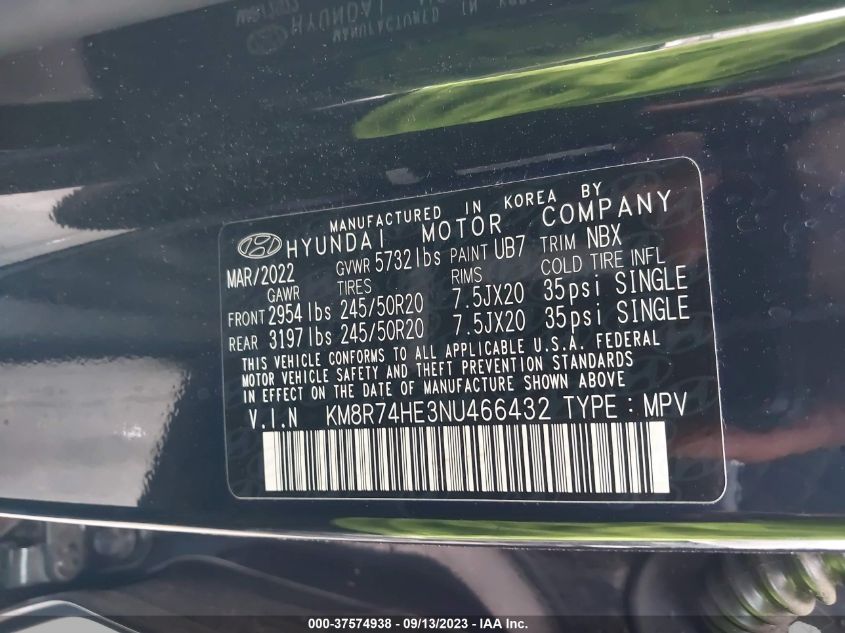 HYUNDAI
MANUFACTURED IN KOREA BY
HYUNDAI MOTOR COMPANY
MAR/2022 GVWR 5732 lbs PAINT UB7 TRIM NBX
GAWR TIRES RIMS COLD TIRE INFL
FRONT 2954 lbs 245/50R20 7.5JX20 35psi SINGLE
REAR 3197 lbs 245/50R20 7.5JX20 35psi SINGLE
THIS VEHICLE CONFORMS TO ALL APPLICABLE U.S.A. FEDERAL
MOTOR VEHICLE SAFETY AND THEFT PREVENTION STANDARDS
IN EFFECT ON THE DATE OF MANUFACTURE SHOWN ABOVE
V.I.N KM8R74HE3NU466432 TYPE : MPV
000-37574938 - 09/13/2023 - IAA Inc.